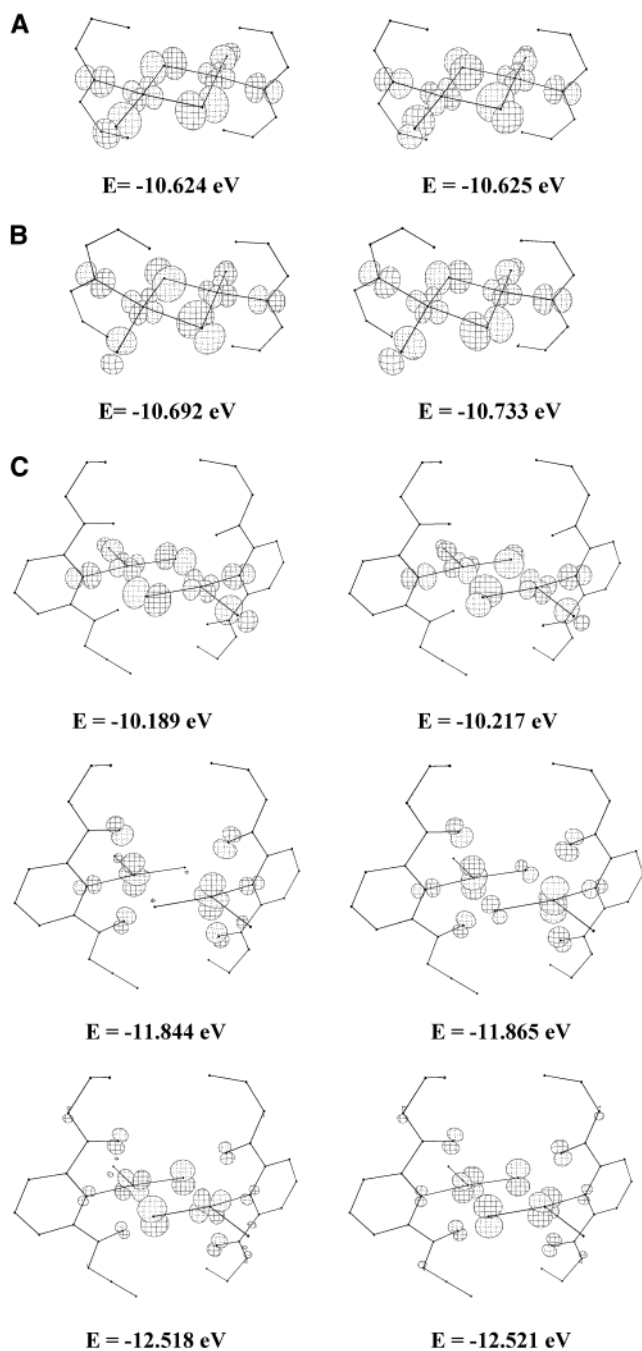 A
E= -10.624 eV
E= -10.625 eV
B
E= -10.692 eV
E = -10.733 eV
C
E = -10.189 eV
E = -10.217 eV
E = -11.844 eV
E = -11.865 eV
E = -12.518 eV
E = -12.521 eV